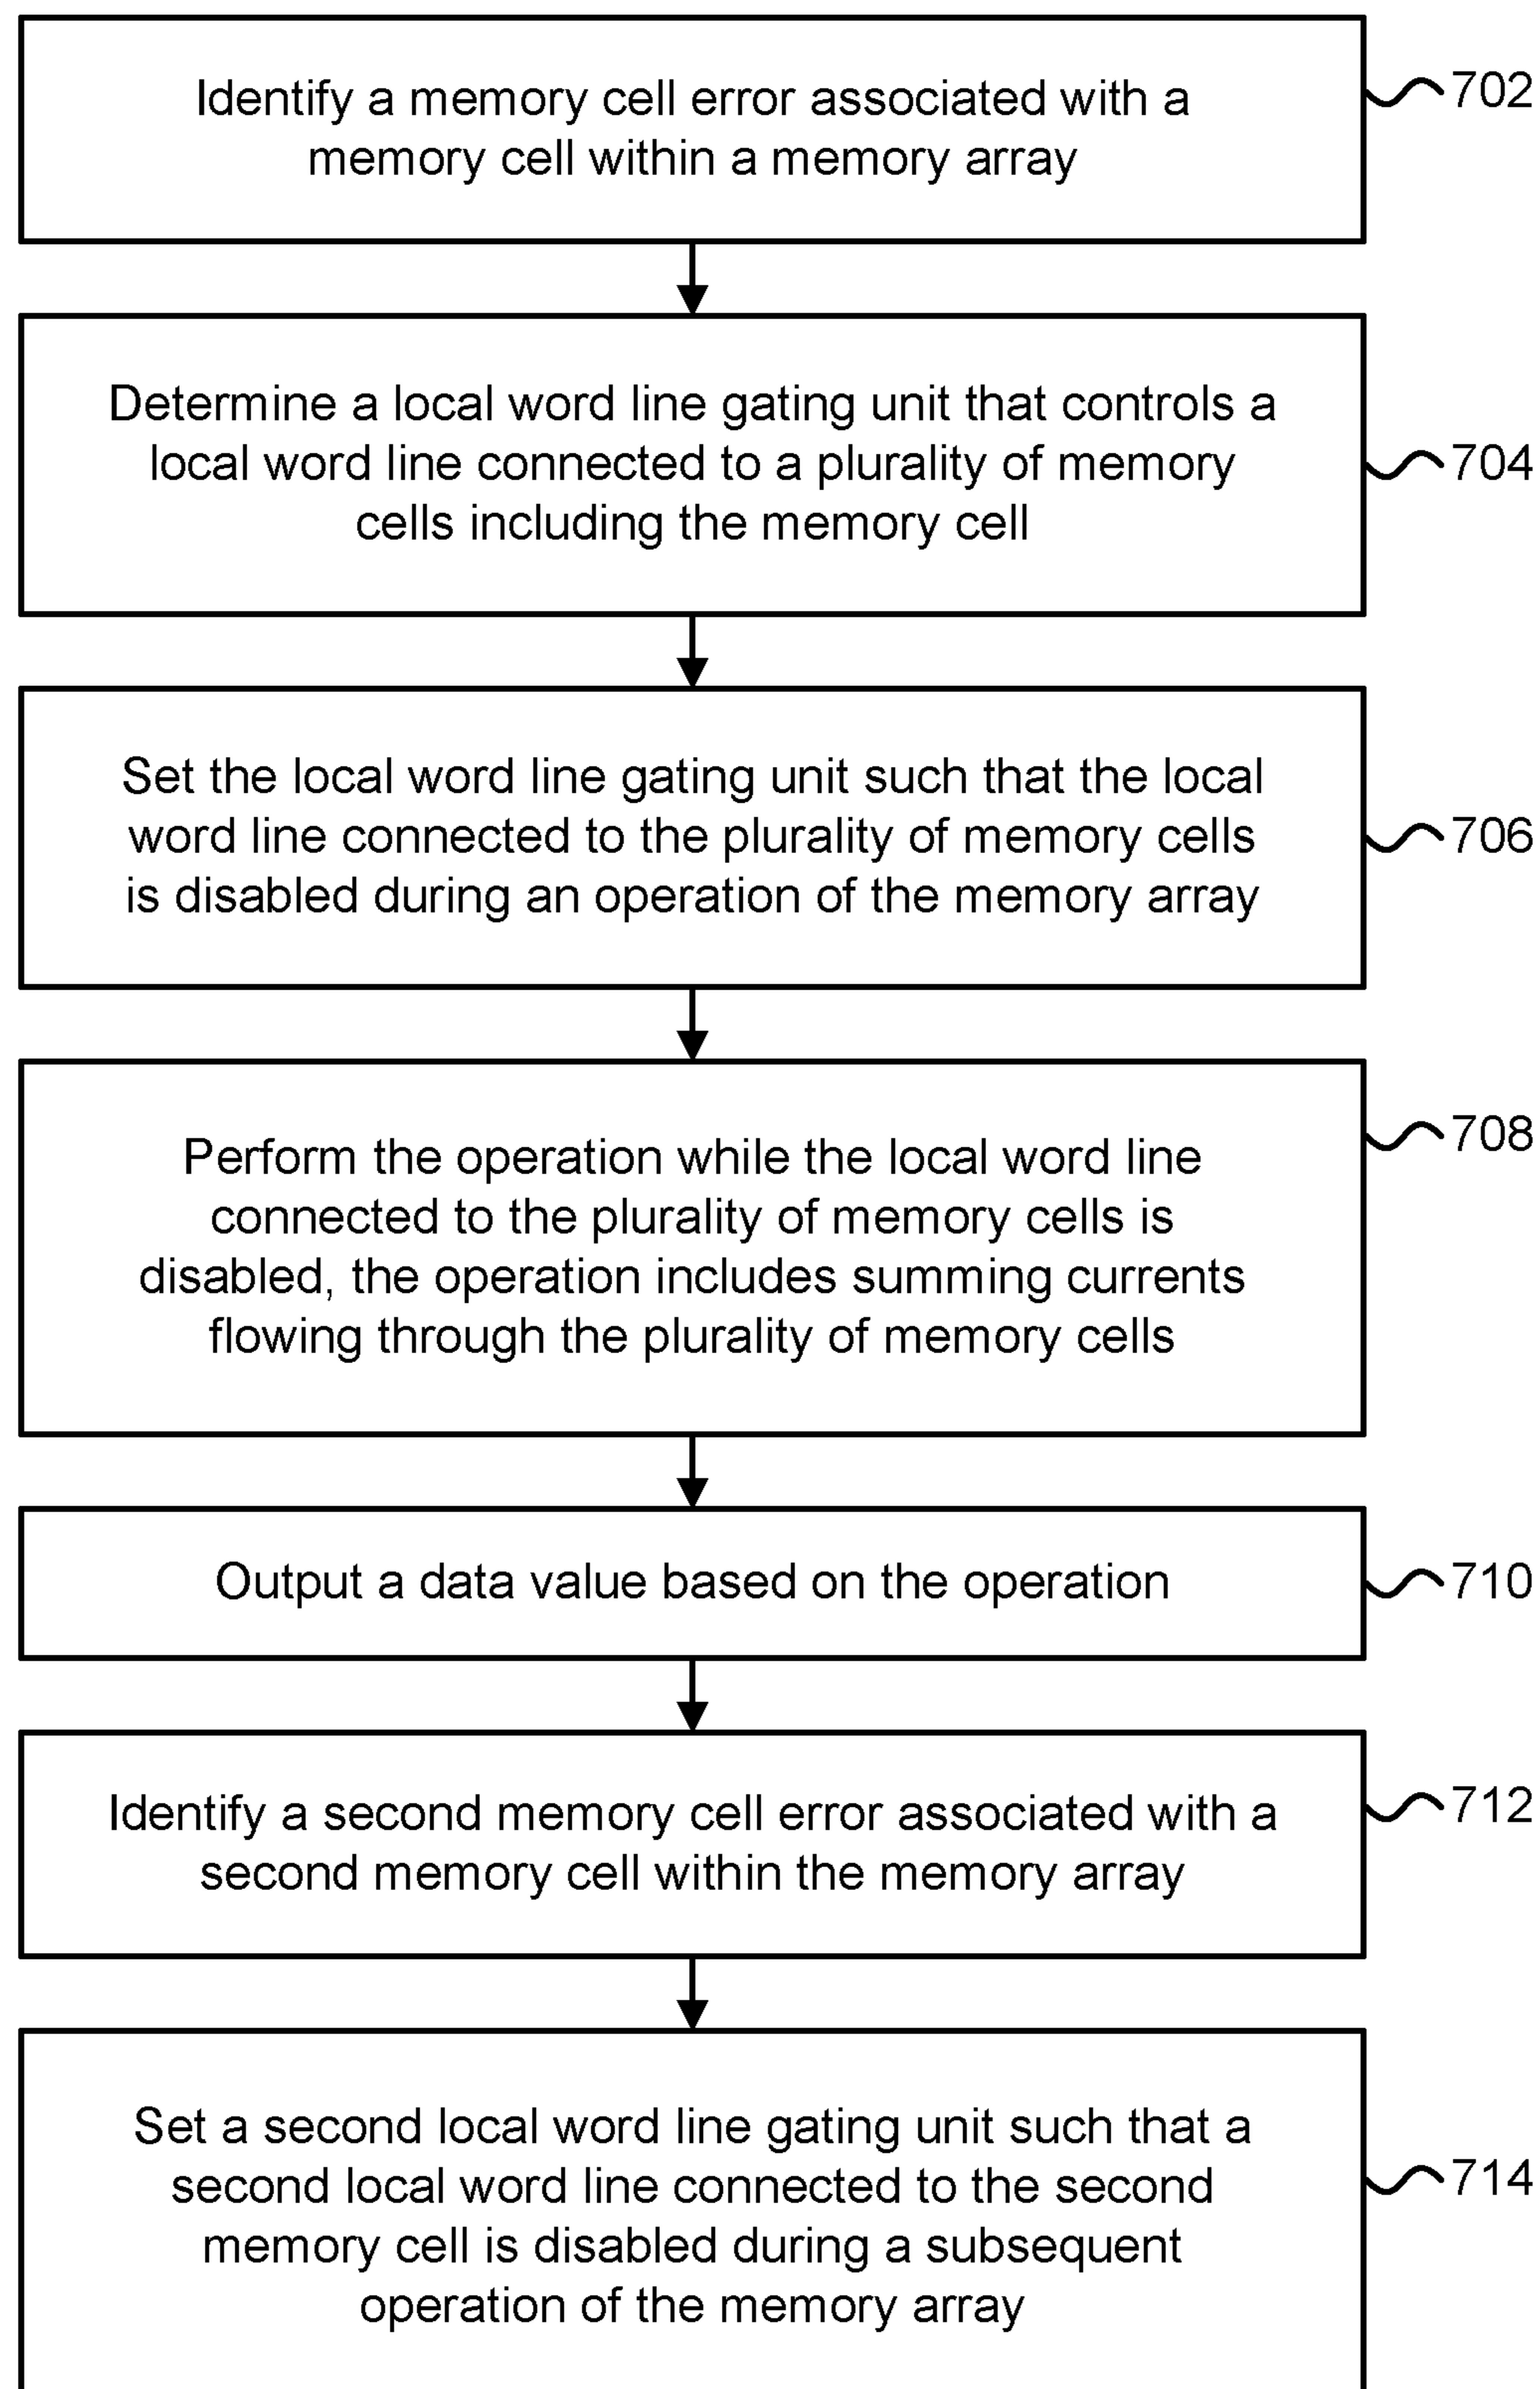 Identify a memory cell error associated with a
memory cell within a memory array
702
Determine a local word line gating unit that controls a
local word line connected to a plurality of memory
cells including the memory cell
704
Set the local word line gating unit such that the local
word line connected to the plurality of memory cells
is disabled during an operation of the memory array
706
Perform the operation while the local word line
connected to the plurality of memory cells is
disabled, the operation includes summing currents
flowing through the plurality of memory cells
708
Output a data value based on the operation
710
Identify a second memory cell error associated with a
second memory cell within the memory array
712
Set a second local word line gating unit such that a
second local word line connected to the second
memory cell is disabled during a subsequent
operation of the memory array
714